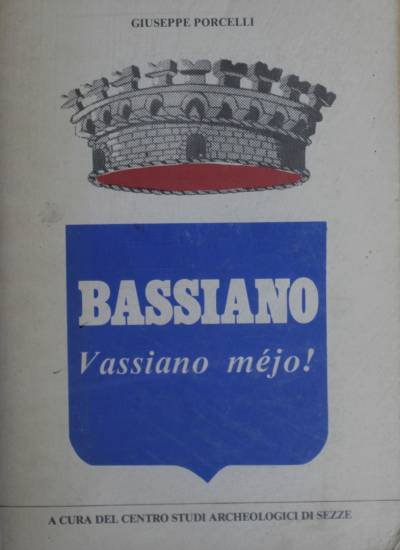 GIUSEPPE PORCELLI
BASSIANO
Vassiano méjo!
A CURA DEL CENTRO STUDI ARCHEOLOGICI DI SEZZE